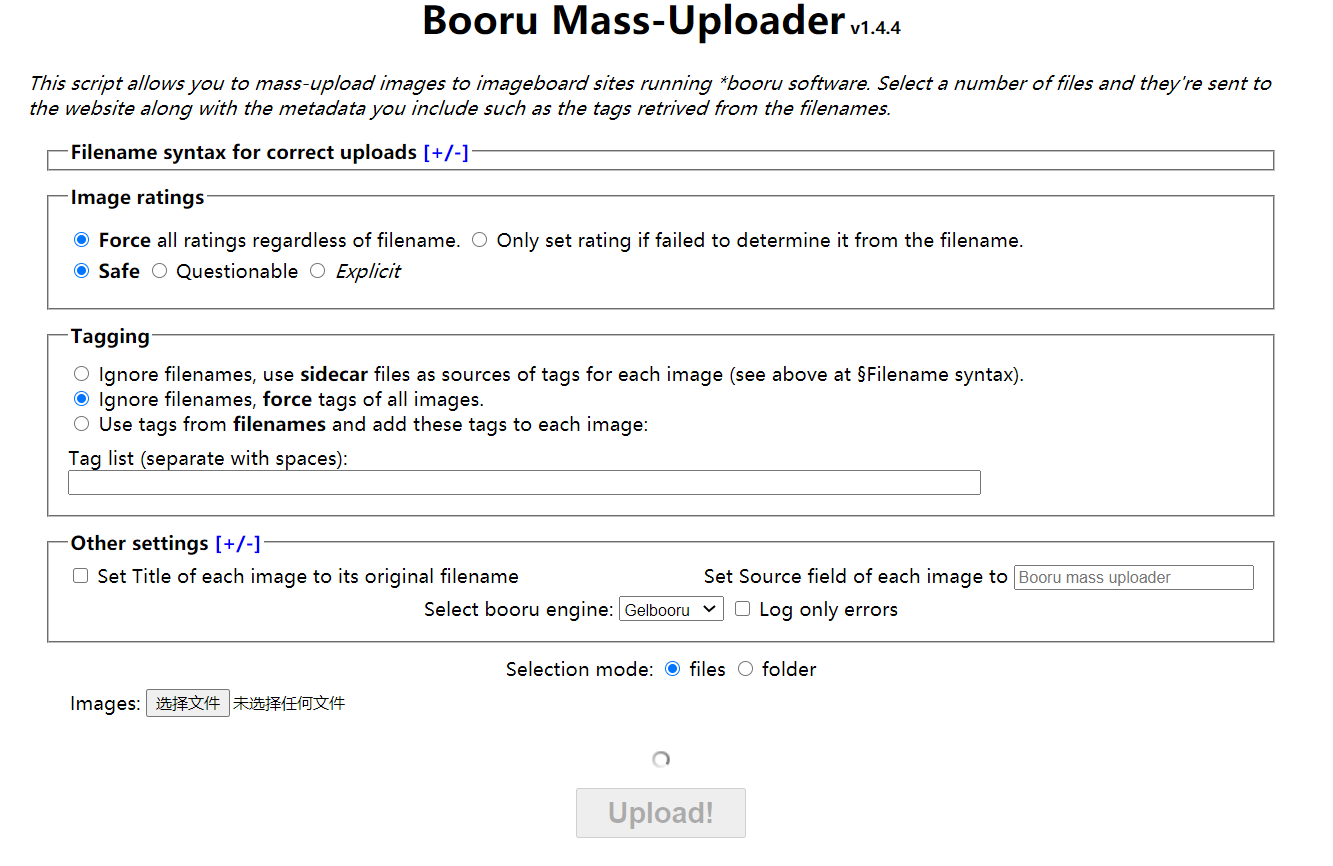 Booru Mass-Uploader v1.4.4
This script allows you to mass-upload images to imageboard sites running *booru software. Select a number of files and they're sent to
the website along with the metadata you include such as the tags retrived from the filenames.
Filename syntax for correct uploads [+/-]
Image ratings
Force all ratings regardless of filename. Only set rating if failed to determine it from the filename.
Safe Questionable Explicit
Tagging
Ignore filenames, use sidecar files as sources of tags for each image (see above at §Filename syntax).
Ignore filenames, force tags of all images.
Use tags from filenames and add these tags to each image:
Tag list (separate with spaces):
Other settings [+/-]
Set Title of each image to its original filename Set Source field of each image to Booru mass uploader
Select booru engine: Gelbooru Log only errors
Selection mode: files folder
Images: 选择文件 未选择任何文件
Upload!